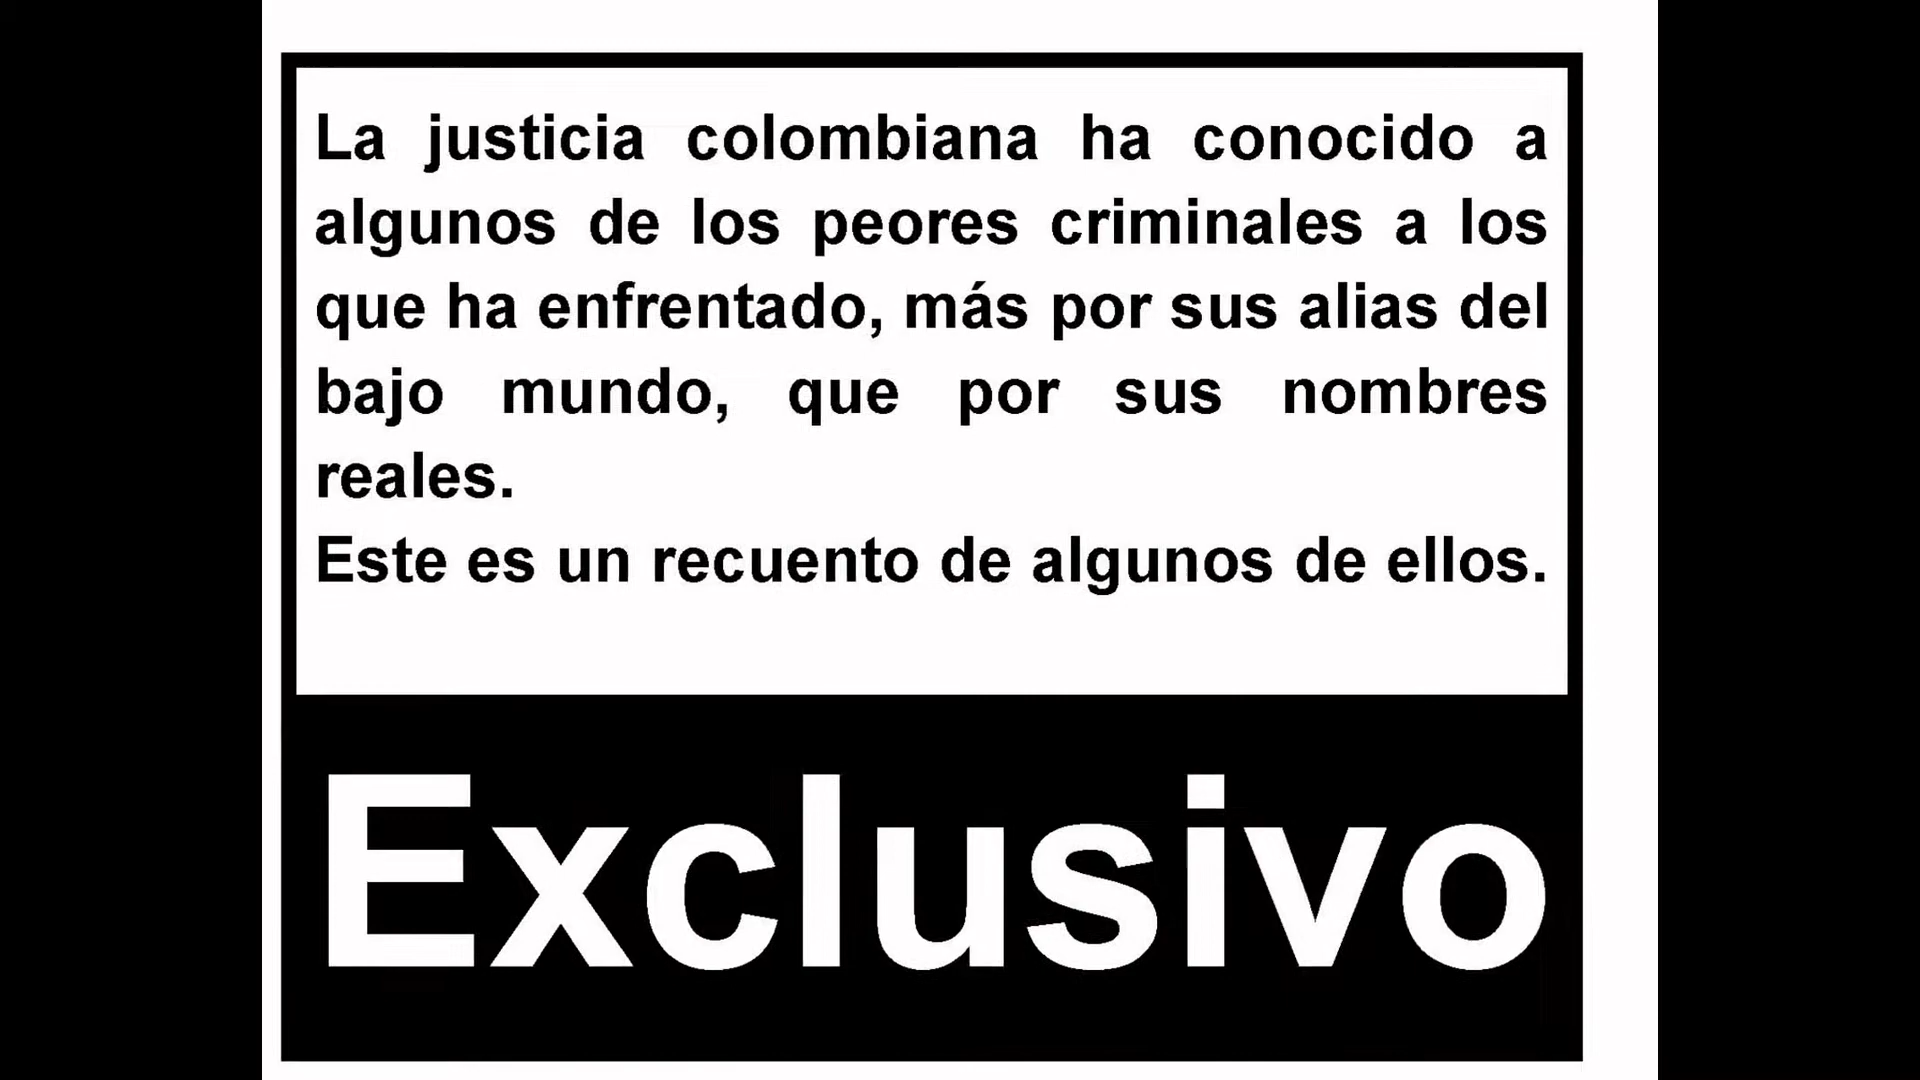 La justicia colombiana ha conocido a
algunos de los peores criminales a los
que ha enfrentado, más por sus alias del
bajo mundo, que por sus nombres
reales.
Este es un recuento de algunos de ellos.
Exclusivo